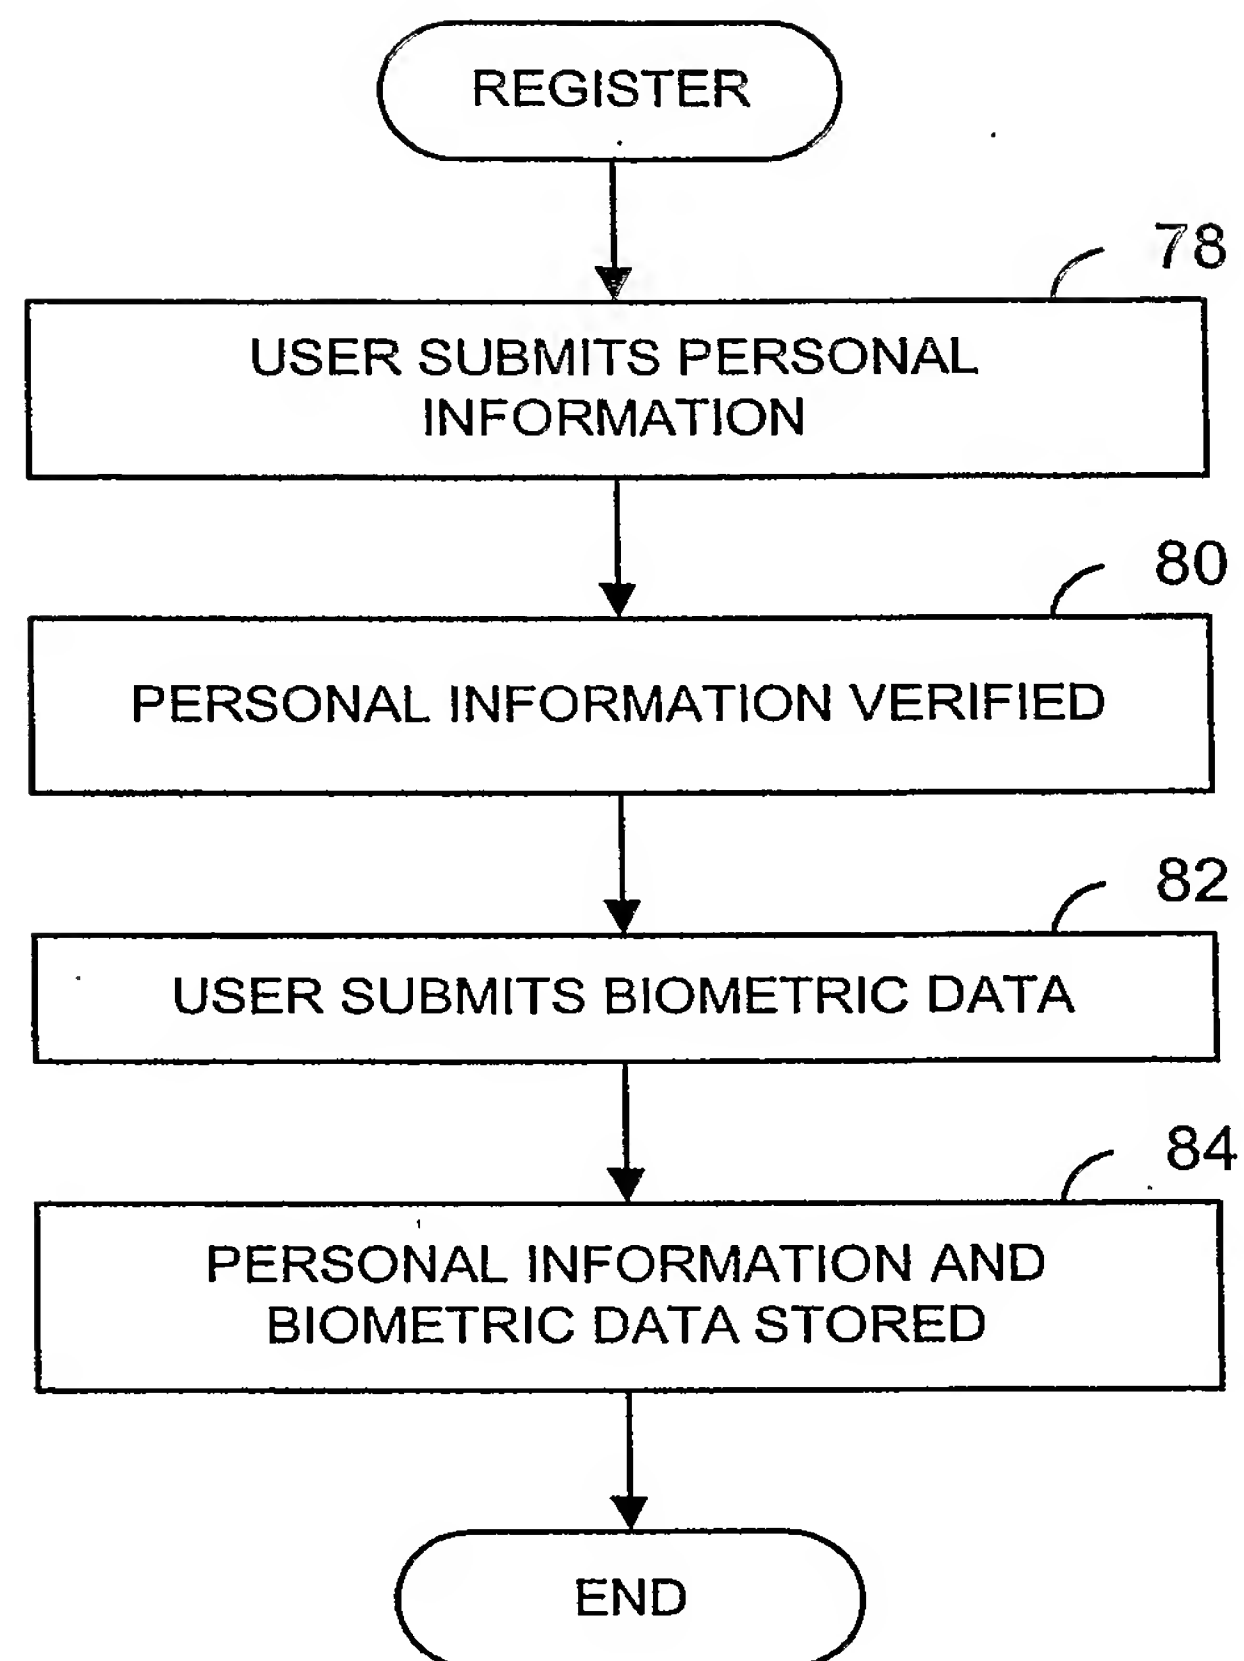 REGISTER
78
USER SUBMITS PERSONAL
INFORMATION
80
PERSONAL INFORMATION VERIFIED
82
USER SUBMITS BIOMETRIC DATA
84
PERSONAL INFORMATION AND
BIOMETRIC DATA STORED
END